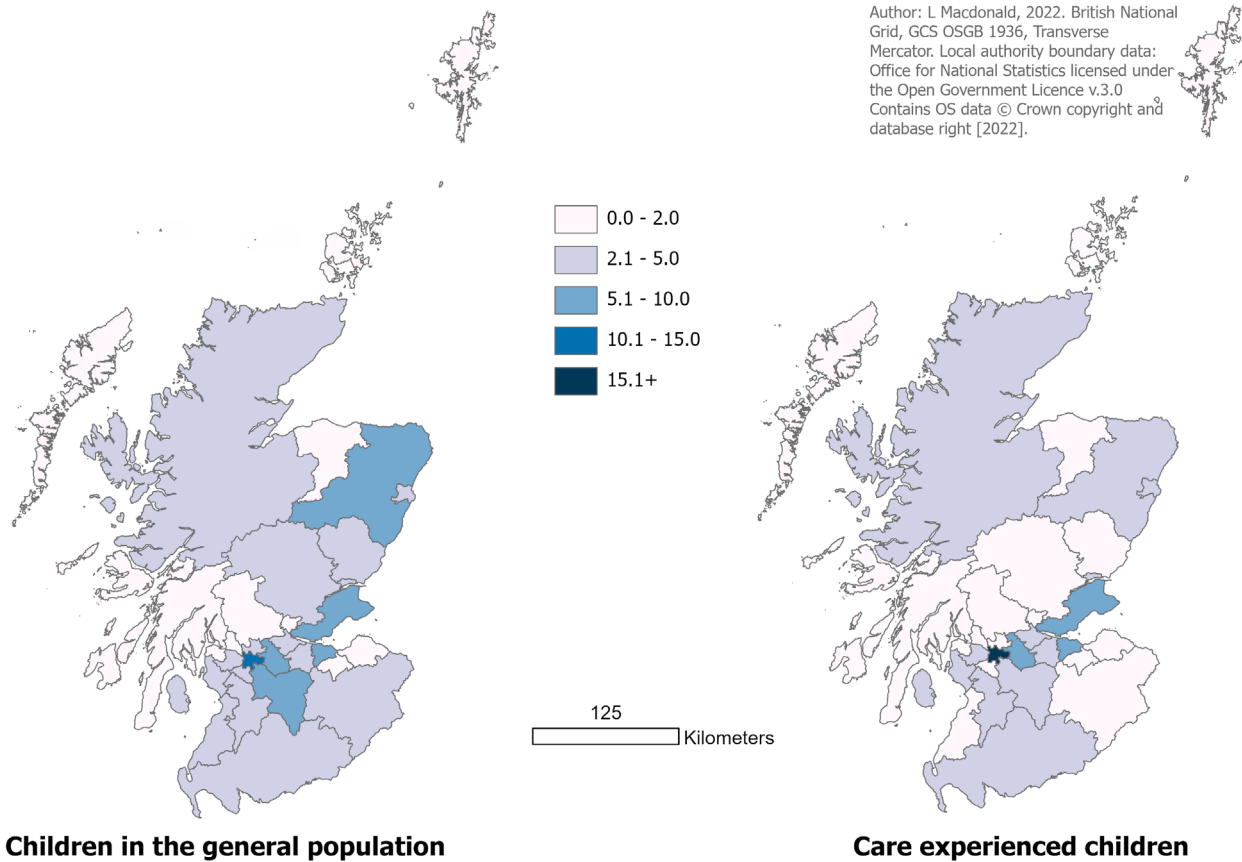 Author: L Macdonald, 2022. British National
Grid, GCS OSGB 1936, Transverse
Mercator. Local authority boundary data:
Office for National Statistics licensed under
the Open Government Licence v.3.0
Contains OS data © Crown copyright and
database right [2022].
0.0 - 2.0
2.1 - 5.0
5.1 - 10.0
10.1 - 15.0
15.1+
125
Kilometers
Children in the general population
Care experienced children